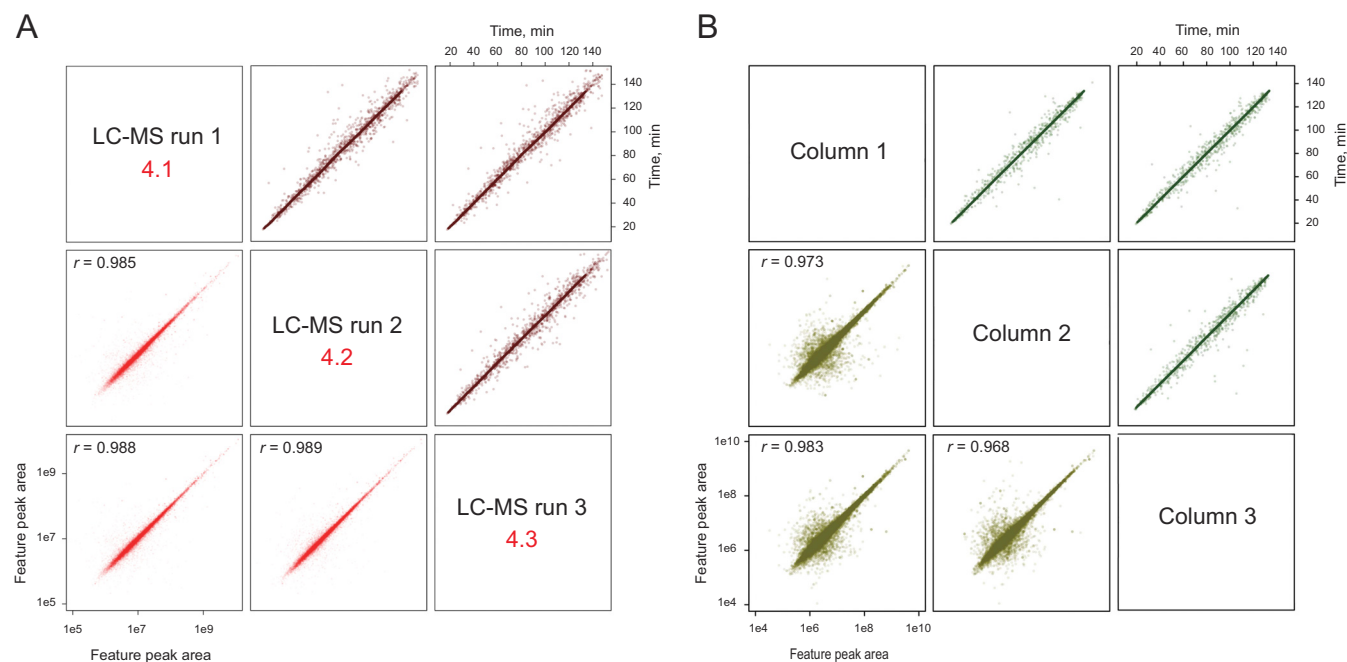 A
Time, min
20 40 60 80 100 120 140
LC-MS run 1
4.1
140
120
100
80
60
40
20
Time, min
r = 0.985
LC-MS run 2
4.2
r = 0.988
r = 0.989
LC-MS run 3
4.3
Feature peak area
1e9
1e7
1e5
1e5 1e7 1e9
Feature peak area
B
Time, min
20 40 60 80 100 120 140
Column 1
140
120
100
80
60
40
20
Time, min
r = 0.973
Column 2
r = 0.983
r = 0.968
Column 3
Feature peak area
1e10
1e8
1e6
1e4
1e4 1e6 1e8 1e10
Feature peak area